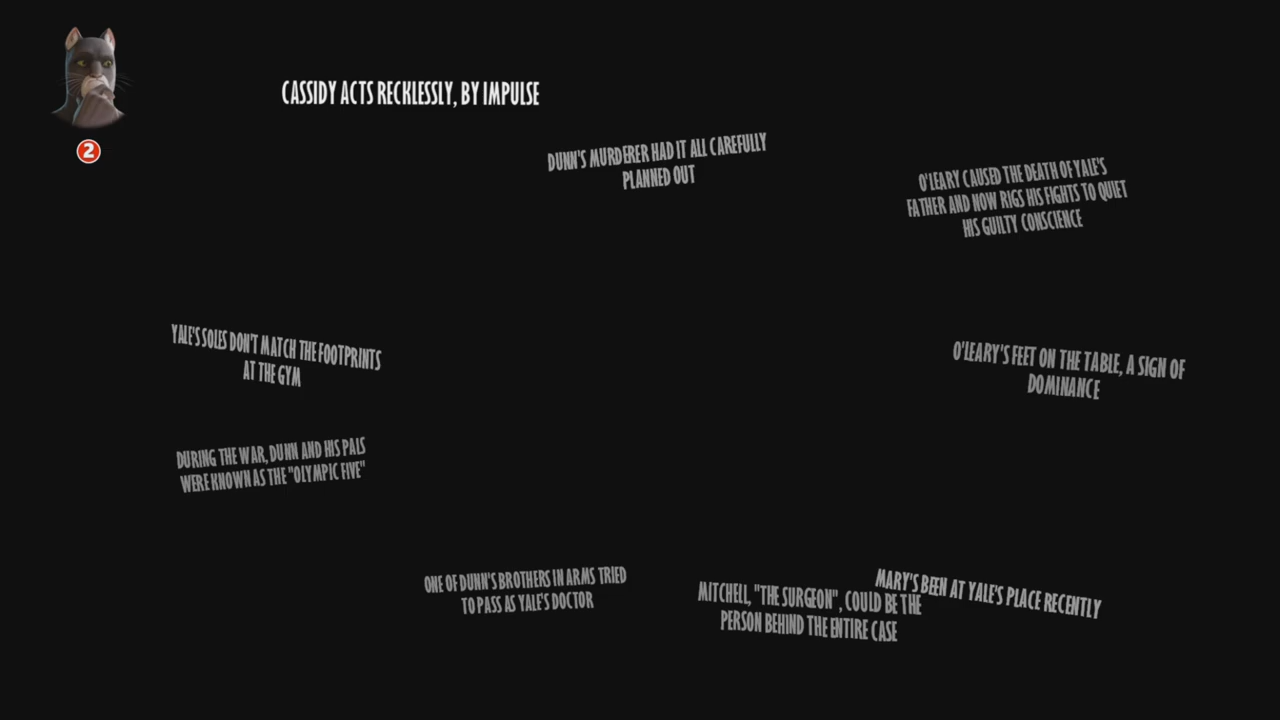 CASSIDY ACTS RECKLESSLY, BY IMPULSE
2
DUNN'S MURDERER HAD IT ALL CAREFULLY
PLANNED OUT
O'LEARY CAUSED THE DEATH OF YALE'S
FATHER AND NOW RIGS HIS FIGHTS TO QUIET
HIS GUILTY CONSCIENCE
YALE'S SOLES DON'T MATCH THE FOOTPRINTS
AT THE GYM
O'LEARY'S FEET ON THE TABLE, A SIGN OF
DOMINANCE
DURING THE WAR, DUNN AND HIS PALS
WERE KNOWN AS THE "OLYMPIC FIVE"
ONE OF DUNN'S BROTHERS IN ARMS TRIED
TO PASS AS YALE'S DOCTOR
MITCHELL, "THE SURGEON", COULD BE THE
PERSON BEHIND THE ENTIRE CASE
MARY'S BEEN AT YALE'S PLACE RECENTLY